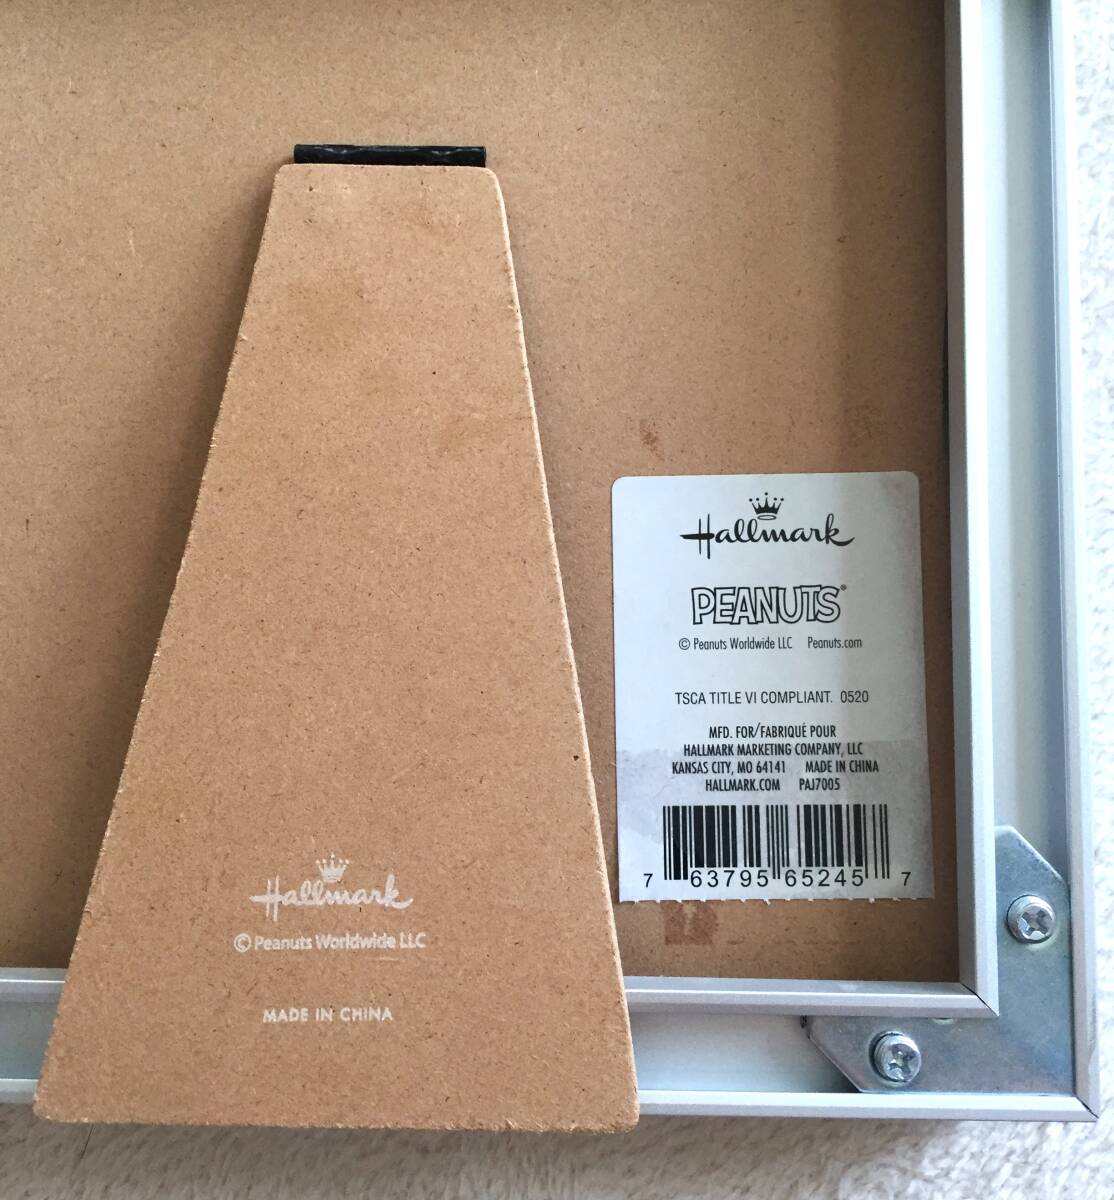 Hallmark
PEANUTS®
© Peanuts Worldwide LLC Peanuts.com
TSCA TITLE VI COMPLIANT. 0520
MFD. FOR/FABRIQUÉ POUR
HALLMARK MARKETING COMPANY, LLC
KANSAS CITY, MO 64141 MADE IN CHINA
HALLMARK.COM PAJ7005
7 63795 65245 7
Hallmark
© Peanuts Worldwide LLC
MADE IN CHINA